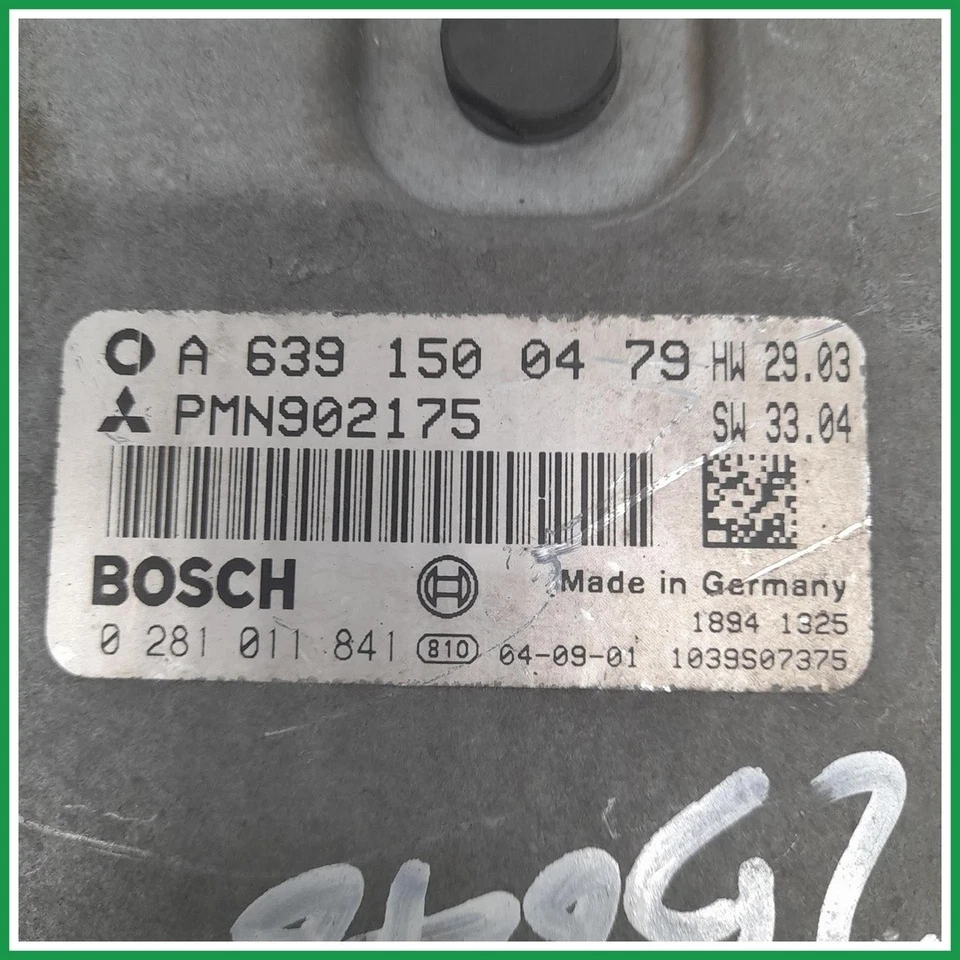 A 639 150 04 79 HW 29.03
PMN902175 SW 33.04
BOSCH Made in Germany
1894 1325
0 281 011 841 810 04-09-01 1039S07375